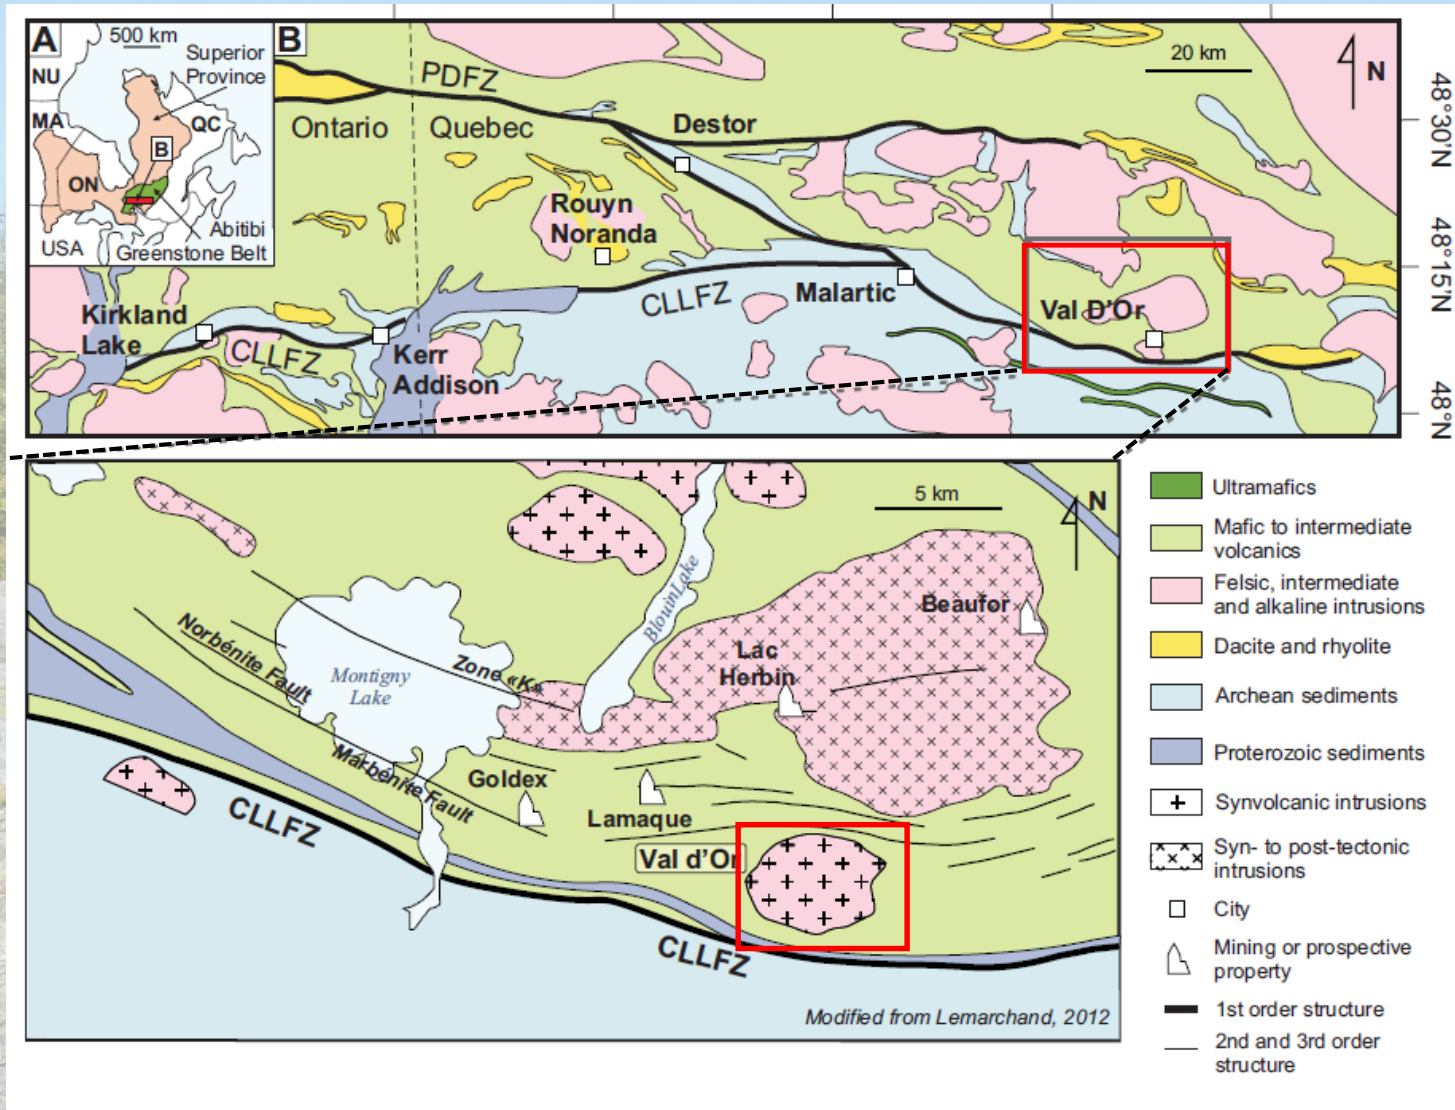 A
500 km
Superior
Province
NU
MA
QC
B
ON
Abitibi
USA
Greenstone Belt
B
PDFZ
Ontario
Quebec
Destor
20 km
N
Rouyn
Noranda
CLLFZ
Malartic
Val D'Or
Kirkland
Lake
CLLFZ
Kerr
Addison
48°30'N
48°15'N
48°N
5 km
N
Beaufor
Blouin Lake
Lac
Herbin
Norbénite Fault
Zone «K»
Montigny
Lake
Marbénite Fault
Goldex
Lamaque
Val d'Or
CLLFZ
CLLFZ
Modified from Lemarchand, 2012
Ultramafics
Mafic to intermediate
volcanics
Felsic, intermediate
and alkaline intrusions
Dacite and rhyolite
Archean sediments
Proterozoic sediments
Synvolcanic intrusions
Syn- to post-tectonic
intrusions
City
Mining or prospective
property
1st order structure
2nd and 3rd order
structure